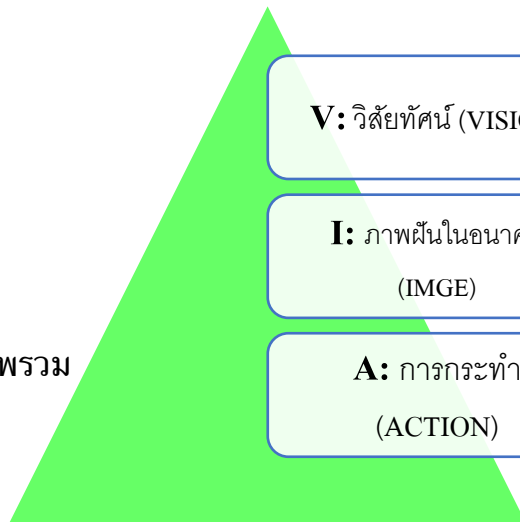 V: วิสัยทัศน์ (VISI
I: ภาพฝันในอนาค
(IMGE)
พรวม
A: การกระทำ
(ACTION)